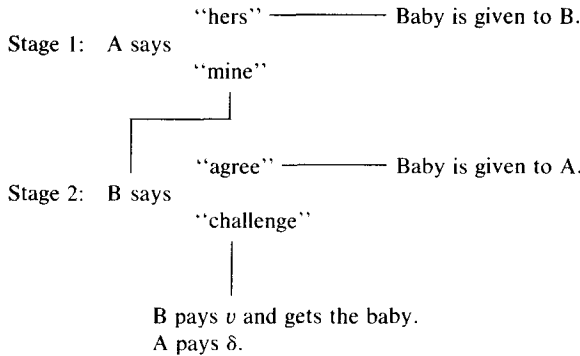 “hers” Baby is given to B.
Stage 1: A says
“mine”
“agree” Baby is given to A.
Stage 2: B says
“challenge”
B pays v and gets the baby.
A pays δ.